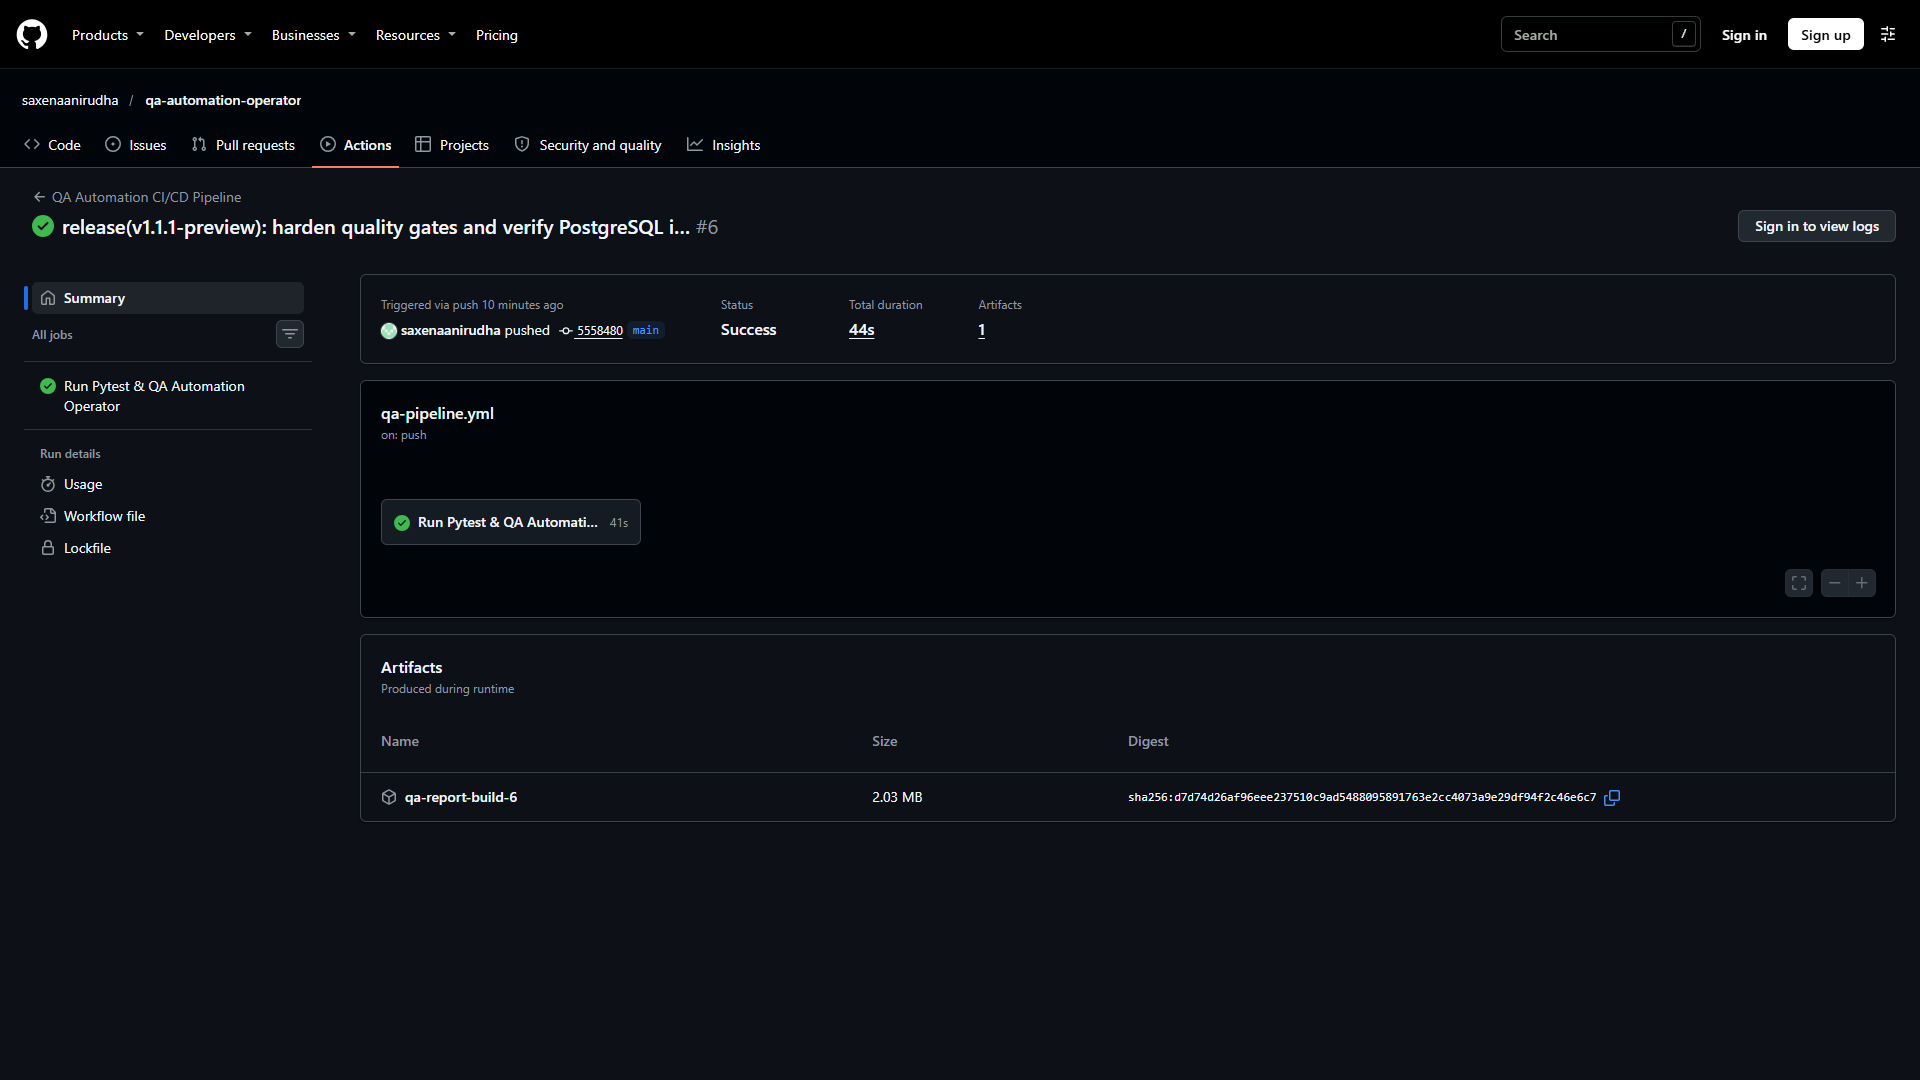 Products Developers Businesses Resources Pricing Search / Sign in Sign up
saxenaanirudha / qa-automation-operator
Code Issues Pull requests Actions Projects Security and quality Insights
QA Automation CI/CD Pipeline
release(v1.1.1-preview): harden quality gates and verify PostgreSQL i... #6
Sign in to view logs
Summary
All jobs
Run Pytest & QA Automation
Operator
Run details
Usage
Workflow file
Lockfile
Triggered via push 10 minutes ago
saxenaanirudha pushed 5558480 main
Status
Success
Total duration
44s
Artifacts
1
qa-pipeline.yml
on: push
Run Pytest & QA Automati... 41s
Artifacts
Produced during runtime
Name Size Digest
qa-report-build-6 2.03 MB sha256:d7d74d26af96eee237510c9ad5488095891763e2cc4073a9e29df94f2c46e6c7